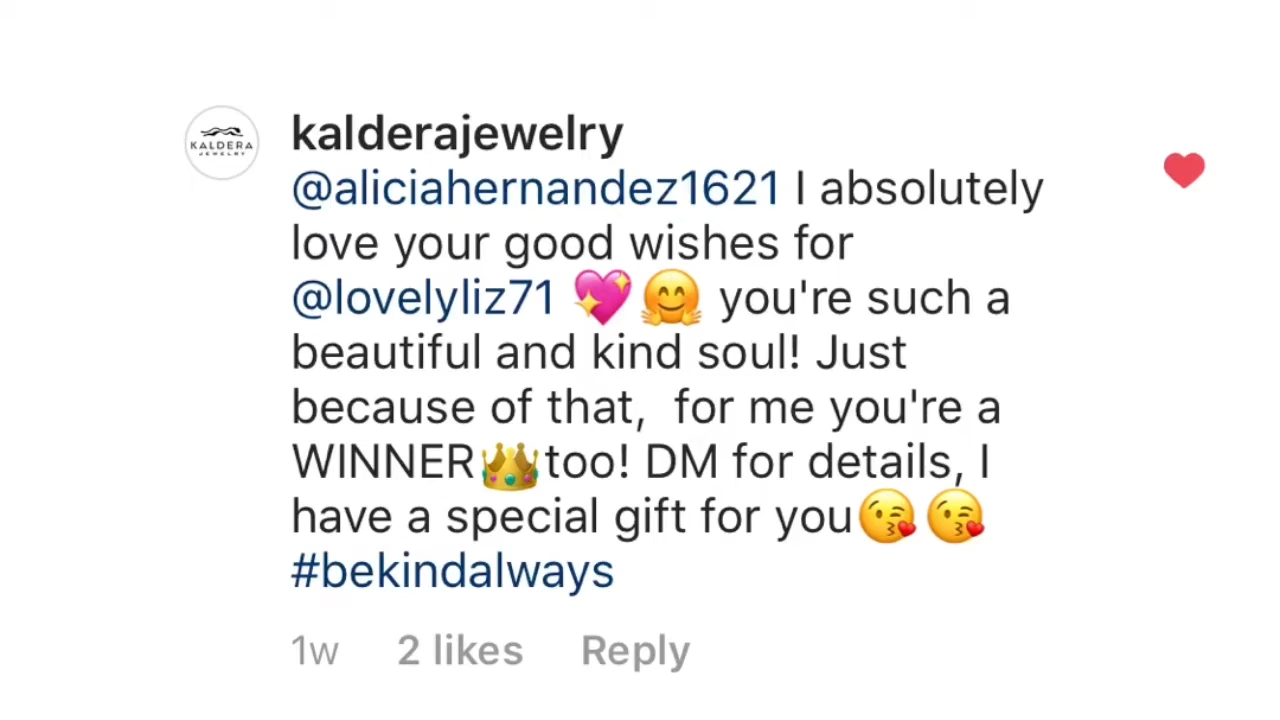 KALDERA
JEWELRY
kalderajewelry
@aliciahernandez1621 I absolutely
love your good wishes for
@lovelyliz71 💖🤗 you're such a
beautiful and kind soul! Just
because of that,  for me you're a
WINNER👑too! DM for details, I
have a special gift for you😘😘
#bekindalways
1w 2 likes Reply